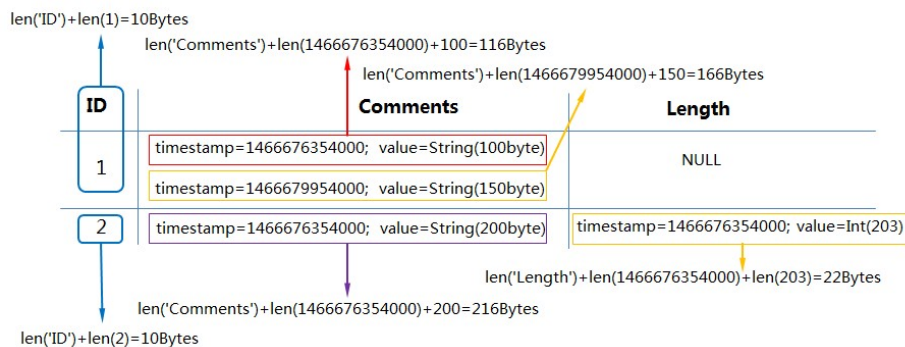 len('ID')+len(1)=10Bytes
len('Comments')+len(1466676354000)+100=116Bytes
len('Comments')+len(1466679954000)+150=166Bytes
ID Comments Length
timestamp=1466676354000; value=String(100byte)
1 NULL
timestamp=1466679954000; value=String(150byte)
2 timestamp=1466676354000; value=String(200byte) timestamp=1466676354000; value=Int(203)
len('Length')+len(1466676354000)+len(203)=22Bytes
len('Comments')+len(1466676354000)+200=216Bytes
len('ID')+len(2)=10Bytes